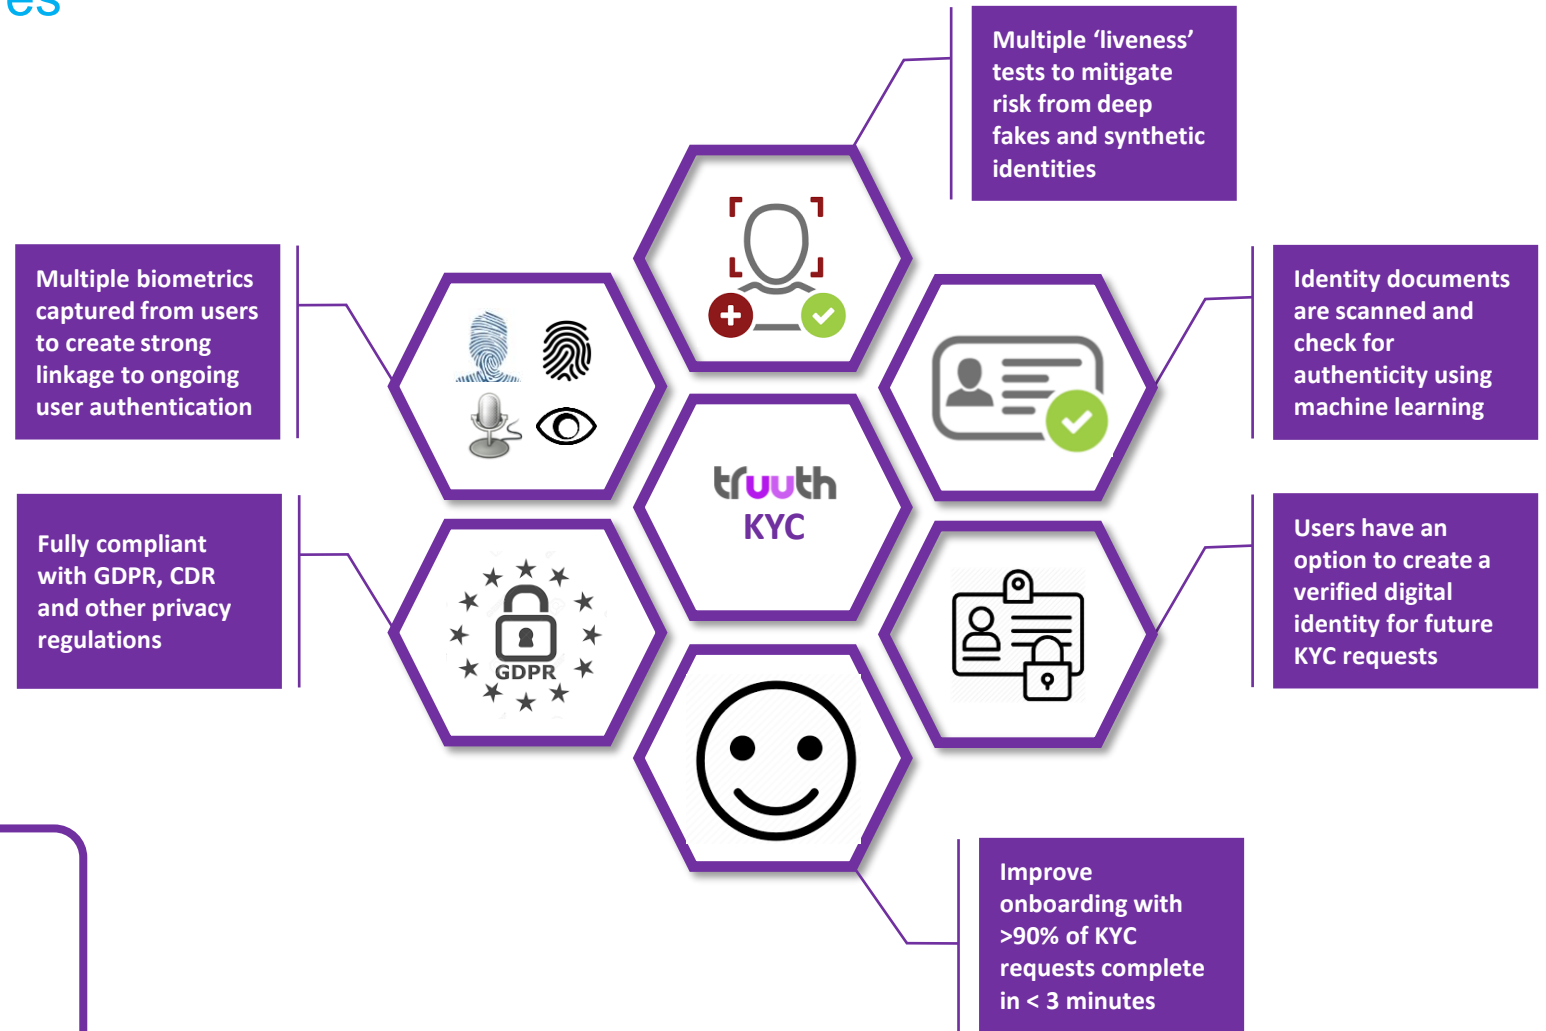 es
Multiple ‘liveness’
tests to mitigate
risk from deep
fakes and synthetic
identities
Multiple biometrics
captured from users
to create strong
linkage to ongoing
user authentication
Identity documents
are scanned and
check for
authenticity using
machine learning
truuth
KYC
Fully compliant
with GDPR, CDR
and other privacy
regulations
GDPR
Users have an
option to create a
verified digital
identity for future
KYC requests
Improve
onboarding with
>90% of KYC
requests complete
in < 3 minutes